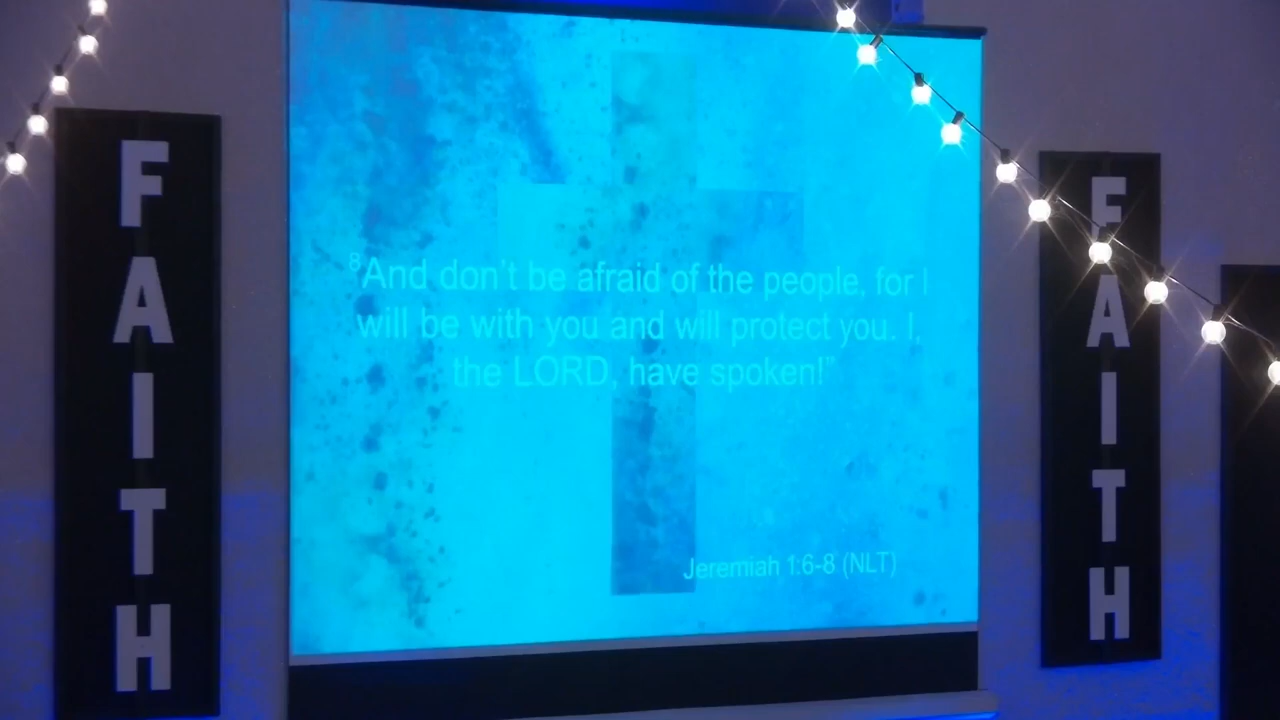 FAITH
⁸And don't be afraid of the people, for I
will be with you and will protect you. I,
the LORD, have spoken!”
Jeremiah 1:6-8 (NLT)
FAITH